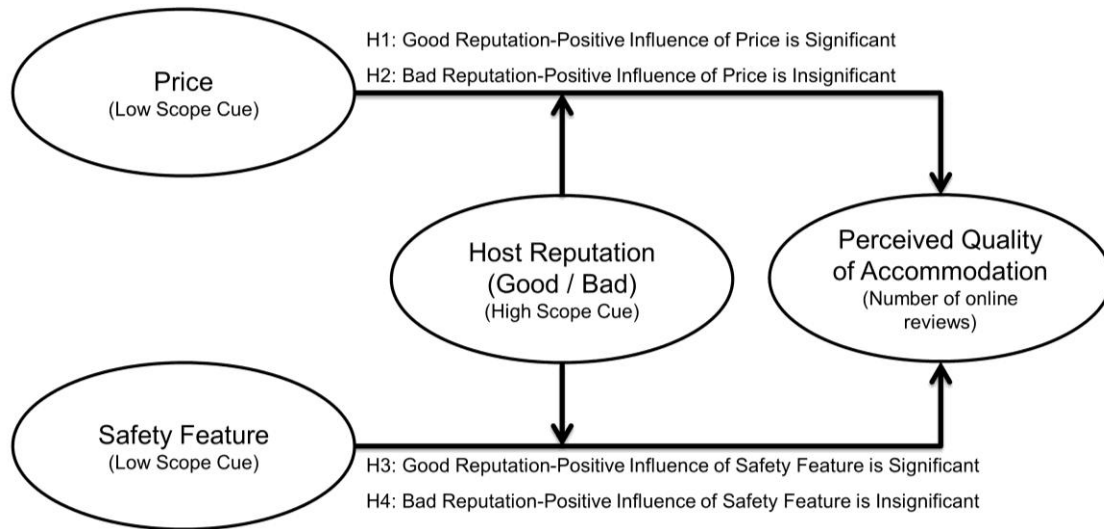 H1: Good Reputation-Positive Influence of Price is Significant
H2: Bad Reputation-Positive Influence of Price is Insignificant
Price
(Low Scope Cue)
Host Reputation
(Good / Bad)
(High Scope Cue)
Perceived Quality
of Accommodation
(Number of online
reviews)
Safety Feature
(Low Scope Cue)
H3: Good Reputation-Positive Influence of Safety Feature is Significant
H4: Bad Reputation-Positive Influence of Safety Feature is Insignificant